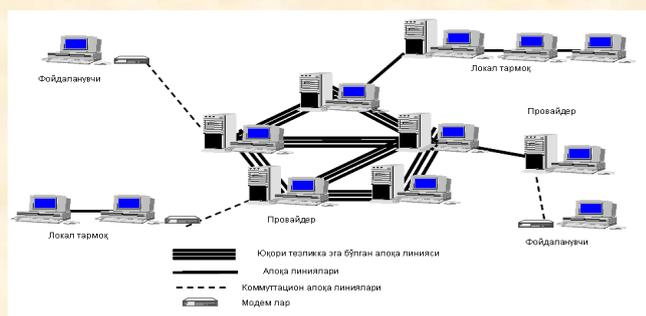 Фойдаланувчи
Локал тармоқ
Провайдер
Локал тармоқ
Провайдер
Фойдаланувчи
Юқори тезликка эга бўлган алоқа линияси
Алоқа линиялари
Коммуттацион алоқа линиялари
Модем лар